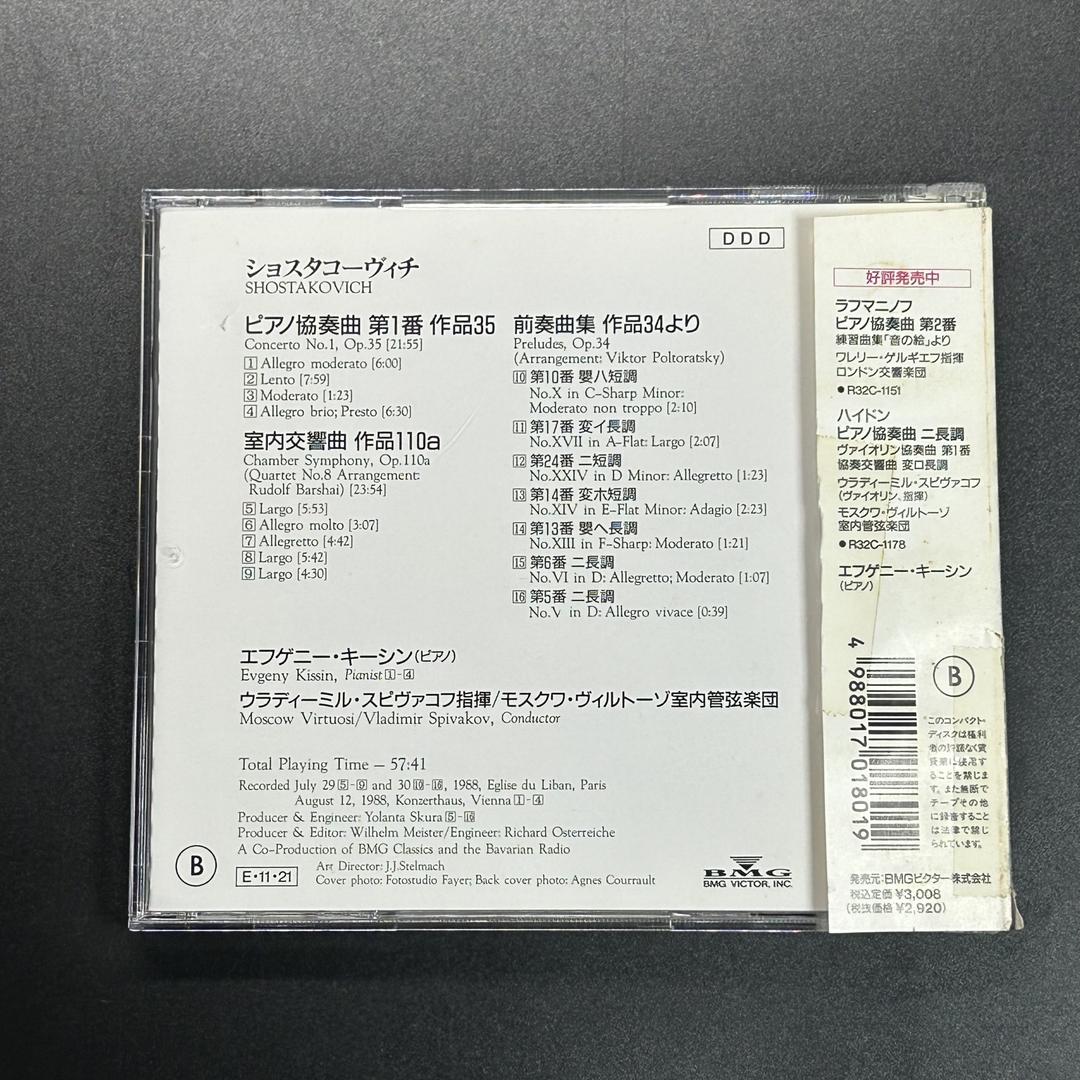 DDD
ショスタコーヴィチ
SHOSTAKOVICH
ピアノ協奏曲 第1番 作品35
Concerto No.1, Op.35 [21:55]
1 Allegro moderato [6:00]
2 Lento [7:59]
3 Moderato [1:23]
4 Allegro brio; Presto [6:30]
室内交響曲 作品110a
Chamber Symphony, Op.110a
(Quartet No.8 Arrangement:
Rudolf Barshai) [23:54]
5 Largo [5:53]
6 Allegro molto [3:07]
7 Allegretto [4:42]
8 Largo [5:42]
9 Largo [4:30]
前奏曲集 作品34より
Preludes, Op.34
(Arrangement: Viktor Poltoratsky)
10 第10番 嬰ハ短調
No.X in C-Sharp Minor:
Moderato non troppo [2:10]
11 第17番 変イ長調
No.XVII in A-Flat: Largo [2:07]
12 第24番 ニ短調
No.XXIV in D Minor: Allegretto [1:23]
13 第14番 変ホ短調
No.XIV in E-Flat Minor: Adagio [2:23]
14 第13番 嬰ヘ長調
No.XIII in F-Sharp: Moderato [1:21]
15 第6番 ニ長調
No.VI in D: Allegretto; Moderato [1:07]
16 第5番 ニ長調
No.V in D: Allegro vivace [0:39]
エフゲニー・キーシン(ピアノ)
Evgeny Kissin, Pianist 1-4
ウラディーミル・スピヴァコフ指揮/モスクワ・ヴィルトーゾ室内管弦楽団
Moscow Virtuosi/Vladimir Spivakov, Conductor
Total Playing Time – 57:41
Recorded July 29 5-9 and 30 10-16, 1988, Eglise du Liban, Paris
August 12, 1988, Konzerthaus, Vienna 1-4
Producer & Engineer: Yolanta Skura 5-16
Producer & Editor: Wilhelm Meister/Engineer: Richard Osterreiche
A Co-Production of BMG Classics and the Bavarian Radio
B
E・11・21
Art Director: J.J.Stelmach
Cover photo: Fotostudio Fayer; Back cover photo: Agnes Courrault
BMG
BMG VICTOR, INC.
好評発売中
ラフマニノフ
ピアノ協奏曲 第2番
練習曲集「音の絵」より
ワレリー・ゲルギエフ指揮
ロンドン交響楽団
●R32C-1151
ハイドン
ピアノ協奏曲 ニ長調
ヴァイオリン協奏曲 第1番
協奏交響曲 変ロ長調
ウラディーミル・スピヴァコフ
(ヴァイオリン、指揮)
モスクワ・ヴィルトーゾ
室内管弦楽団
●R32C-1178
エフゲニー・キーシン
(ピアノ)
4 988017 018019
B
このコンパクト・
ディスクは権利
者の許諾なく賃
貸業に使用す
ることを禁じま
す。また無断で
テープその他
に録音すること
は法律で禁じ
られています。
発売元:BMGビクター株式会社
税込定価¥3,008
(税抜価格¥2,920)